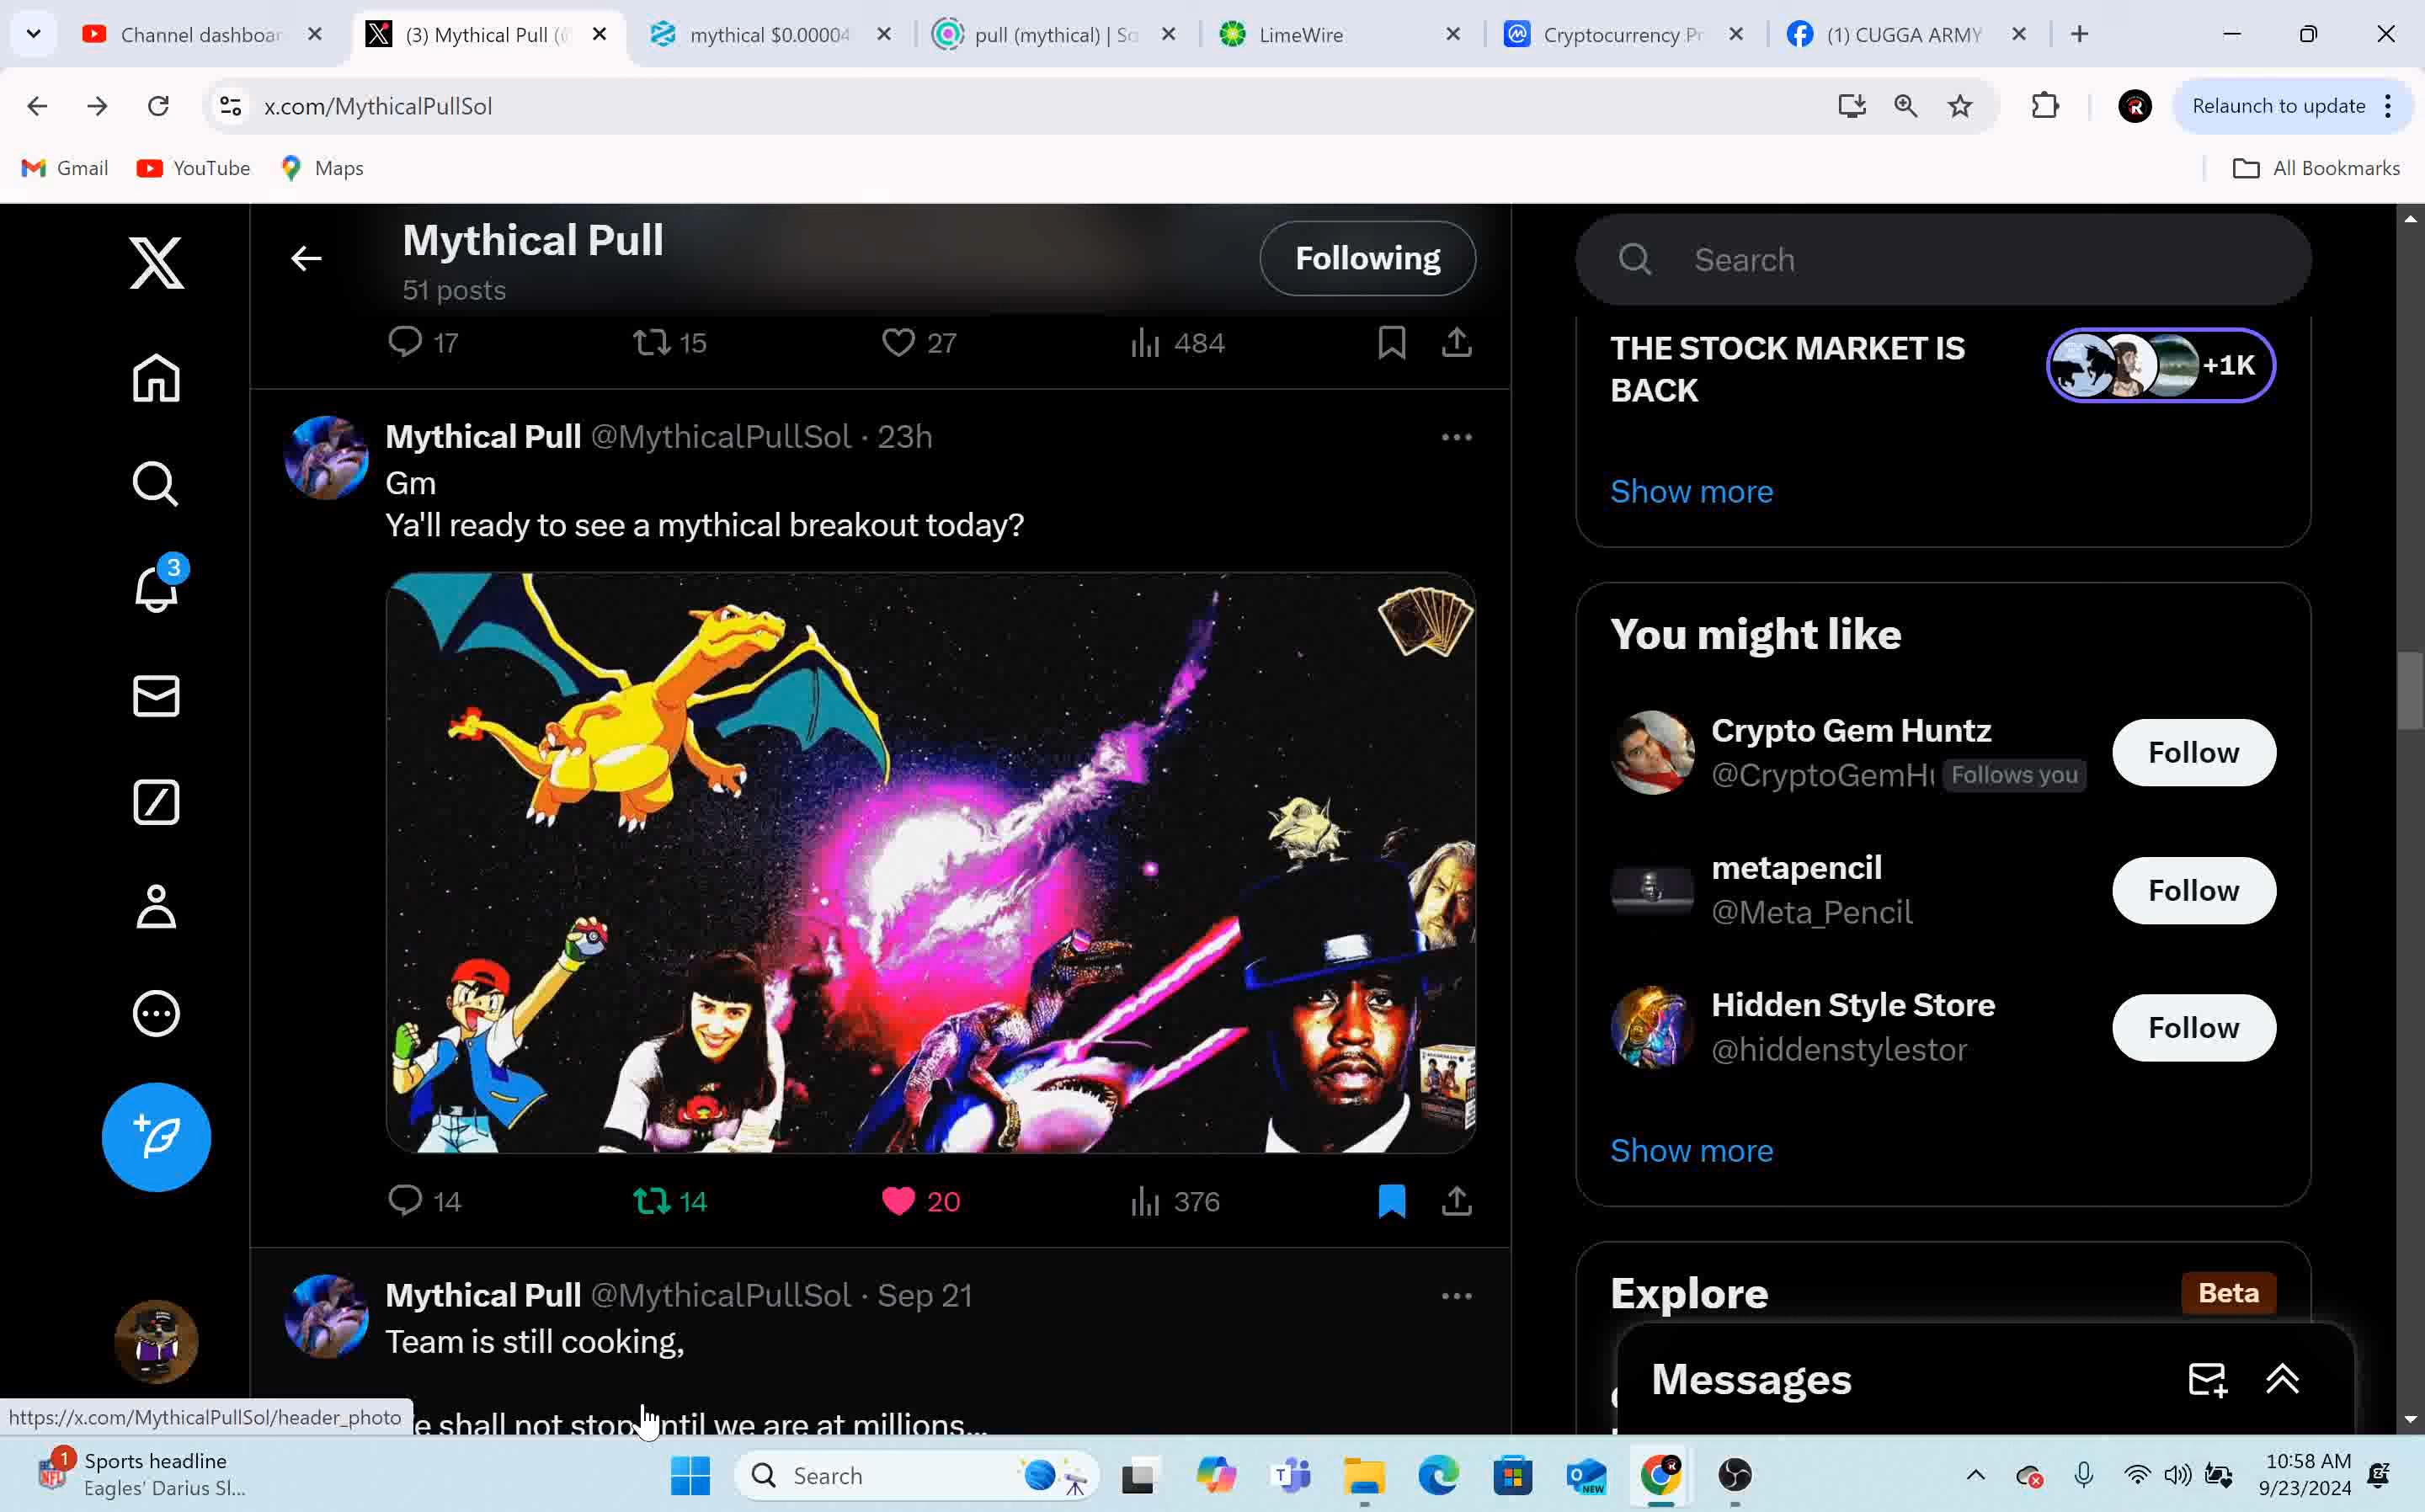 Channel dashboar
(3) Mythical Pull (
mythical $0.00004
pull (mythical) | So
LimeWire
Cryptocurrency Pr
(1) CUGGA ARMY
x.com/MythicalPullSol
Relaunch to update
Gmail
YouTube
Maps
All Bookmarks
Mythical Pull
51 posts
Following
17
15
27
484
Mythical Pull @MythicalPullSol · 23h
Gm
Ya'll ready to see a mythical breakout today?
14
14
20
376
Mythical Pull @MythicalPullSol · Sep 21
Team is still cooking,
e shall not stop until we are at millions...
3
Search
THE STOCK MARKET IS
BACK
+1K
Show more
You might like
Crypto Gem Huntz
@CryptoGemHu Follows you
Follow
metapencil
@Meta_Pencil
Follow
Hidden Style Store
@hiddenstylestor
Follow
Show more
Explore
Beta
Messages
https://x.com/MythicalPullSol/header_photo
1
Sports headline
Eagles' Darius Sl...
Search
NEW
10:58 AM
9/23/2024